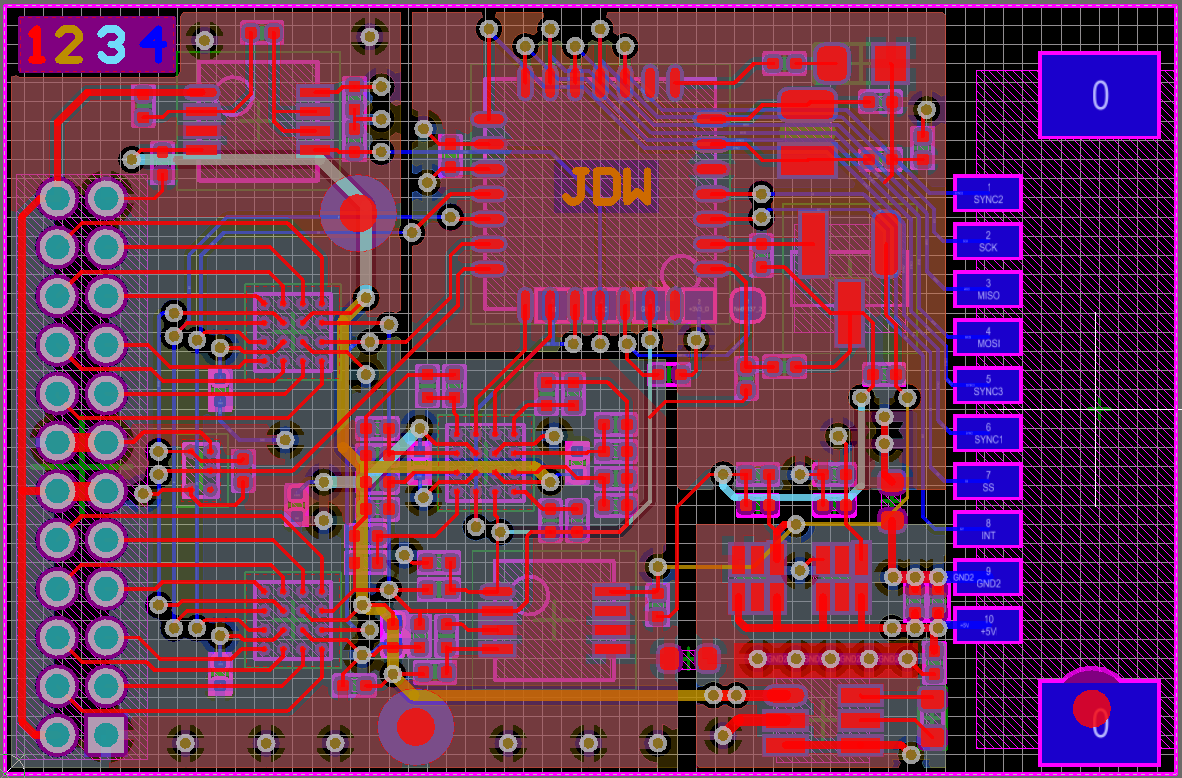 1234
0
JDW
1
SYNC2
2
SCK
3
MISO
4
MOSI
5
SYNC3
6
SYNC1
7
SS
8
INT
9
GND2
GND2
10
+5V
0